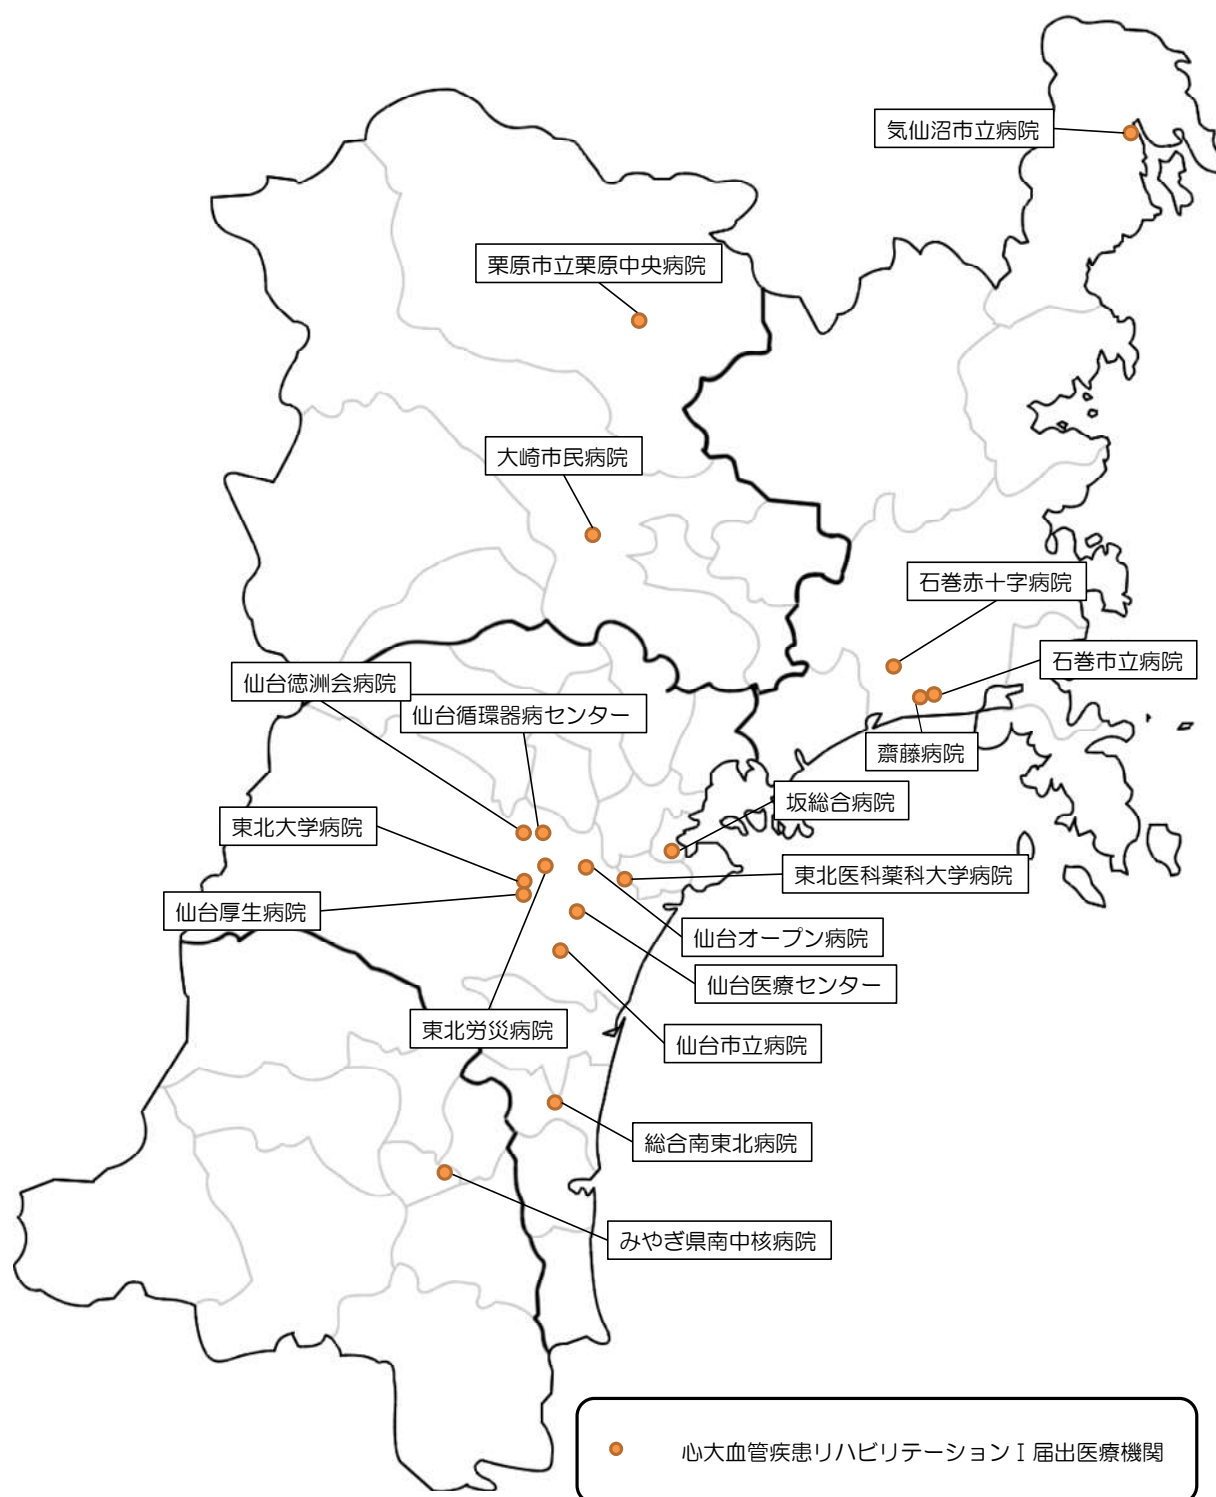 気仙沼市立病院
栗原市立栗原中央病院
大崎市民病院
石巻赤十字病院
石巻市立病院
仙台徳洲会病院
仙台循環器病センター
齋藤病院
坂総合病院
東北大学病院
東北医科薬科大学病院
仙台厚生病院
仙台オープン病院
仙台医療センター
東北労災病院
仙台市立病院
総合南東北病院
みやぎ県南中核病院
心大血管疾患リハビリテーションⅠ届出医療機関